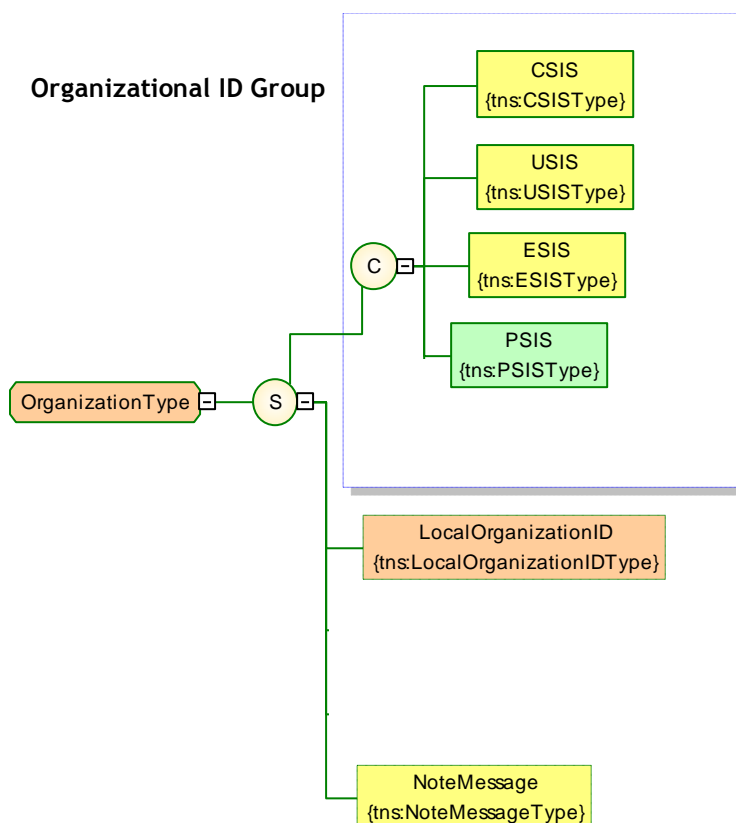 Organizational ID Group
CSIS
{tns:CSISType}
USIS
{tns:USISType}
ESIS
{tns:ESISType}
C
PSIS
{tns:PSISType}
OrganizationType
S
LocalOrganizationID
{tns:LocalOrganizationIDType}
NoteMessage
{tns:NoteMessageType}